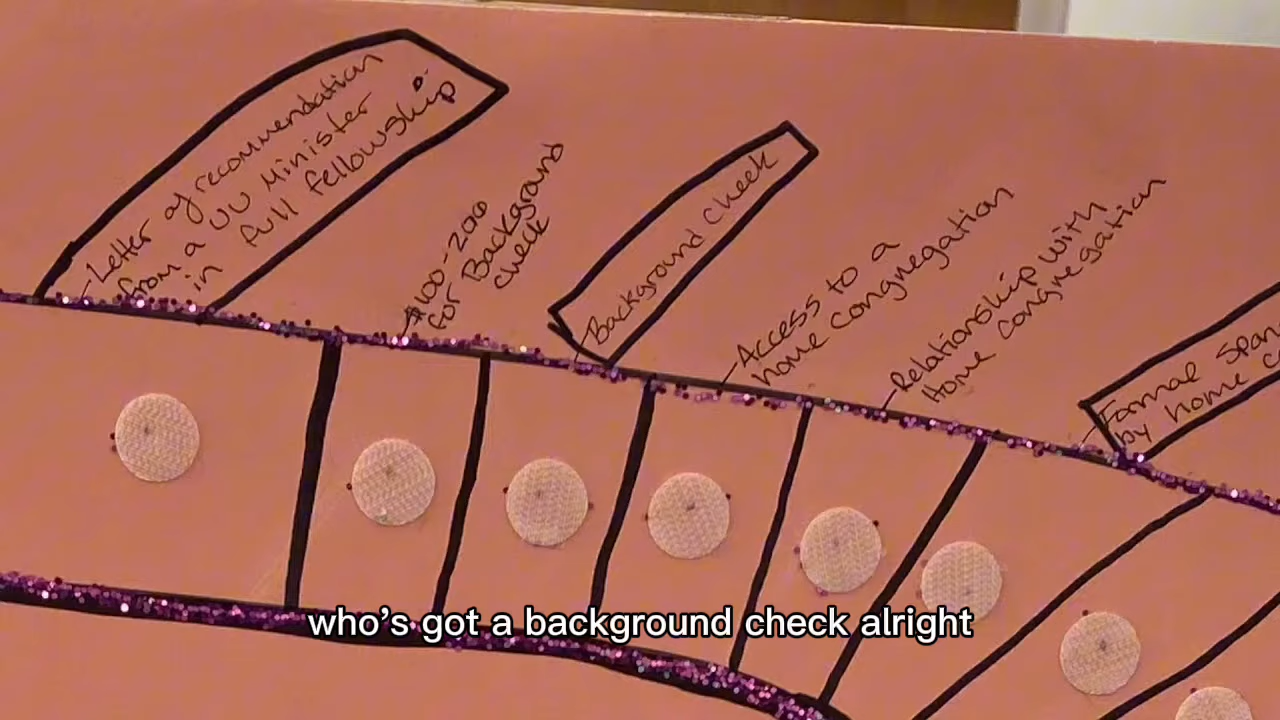 Letter of recommendation
from a UU Minister
in full fellowship
$100-200
for Background
check
Background Check
Access to a
home congregation
Relationship with
Home Congregation
Formal Span
by home c
who's got a background check alright